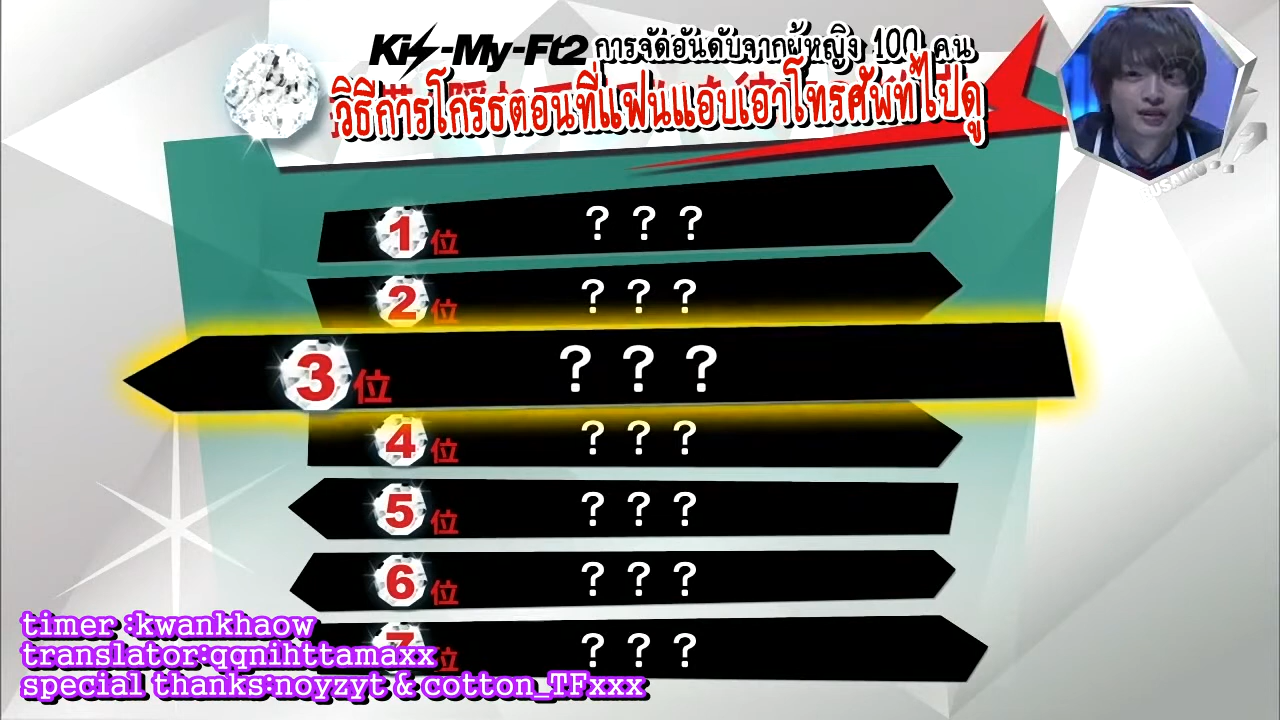 Kis-My-Ft2 การจัดอันดับจากผู้หญิง 100 คน
วิธีการโกรธตอนที่แฟนแอบเอาโทรศัพท์ไปดู
1位 ? ? ?
2位 ? ? ?
3位 ? ? ?
4位 ? ? ?
5位 ? ? ?
6位 ? ? ?
7位 ? ? ?
timer :kwankhaow
translator:qqnihttamaxx
special thanks:noyzyt & cotton_TFxxx